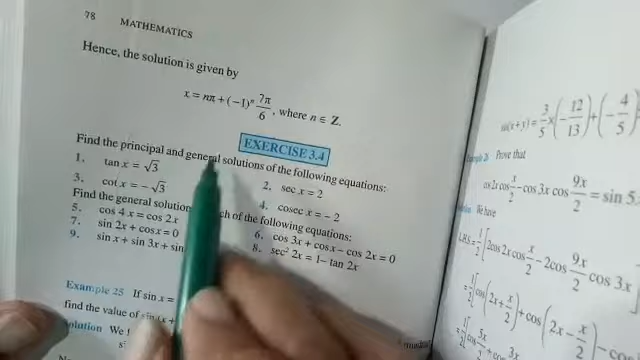 78 MATHEMATICS
Hence, the solution is given by
x = nπ + (−1)ⁿ 7π/6, where n ∈ Z.
EXERCISE 3.4
Find the principal and general solutions of the following equations:
1. tan x = √3
2. sec x = 2
3. cot x = −√3
4. cosec x = −2
Find the general solution of the following equations:
5. cos 4x = cos 2x
6. cos 3x + cos x − cos 2x = 0
7. sin 2x + cos x = 0
8. sec² 2x = 1 − tan 2x
9. sin x + sin 3x + sin
Example 25 If sin x =
find the value of sin
Solution We
(x + y) = 3/5 × (−12/13) + (−4/5)
Prove that
cos 2x cos x/2 − cos 3x cos 9x/2 = sin 5
We have
L.H.S. = 1/2 [2cos 2x cos x/2 − 2cos 9x/2 cos 3x]
= 1/2 [cos (2x + x/2) + cos (2x − x/2) − co